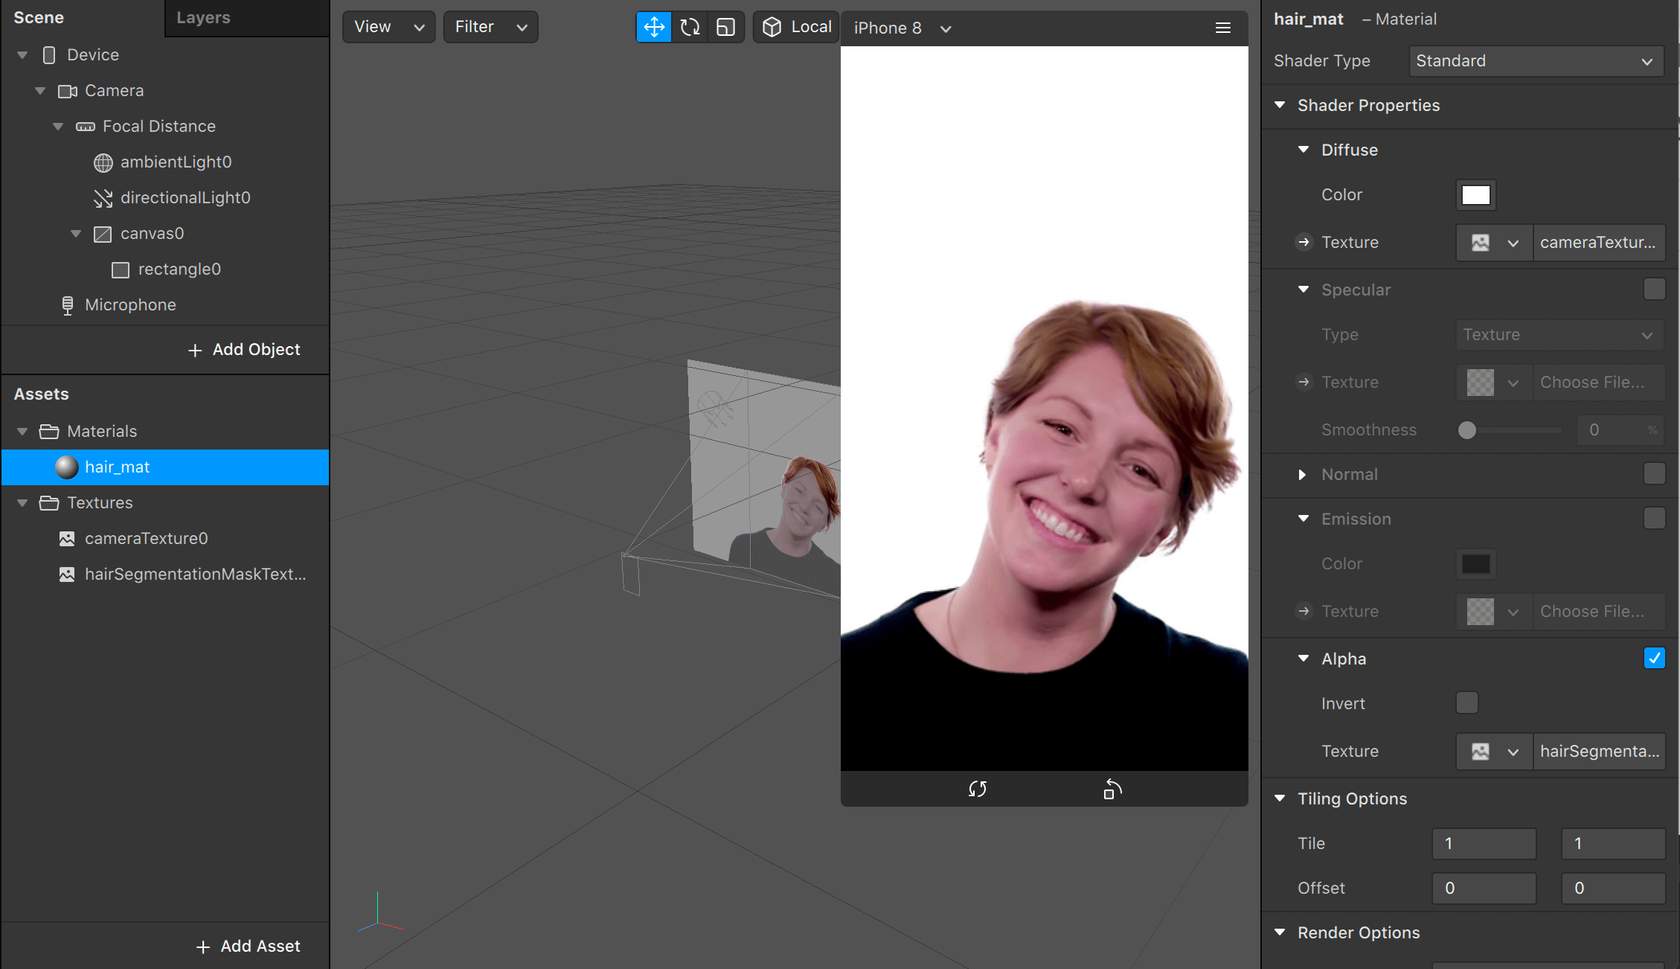 Scene
Layers
Device
Camera
Focal Distance
ambientLight0
directionalLight0
canvas0
rectangle0
Microphone
+ Add Object
Assets
Materials
hair_mat
Textures
cameraTexture0
hairSegmentationMaskText...
+ Add Asset
View
Filter
Local
iPhone 8
hair_mat – Material
Shader Type Standard
Shader Properties
Diffuse
Color
Texture cameraTextur...
Specular
Type Texture
Texture Choose File...
Smoothness 0 %
Normal
Emission
Color
Texture Choose File...
Alpha
Invert
Texture hairSegmenta...
Tiling Options
Tile 1 1
Offset 0 0
Render Options